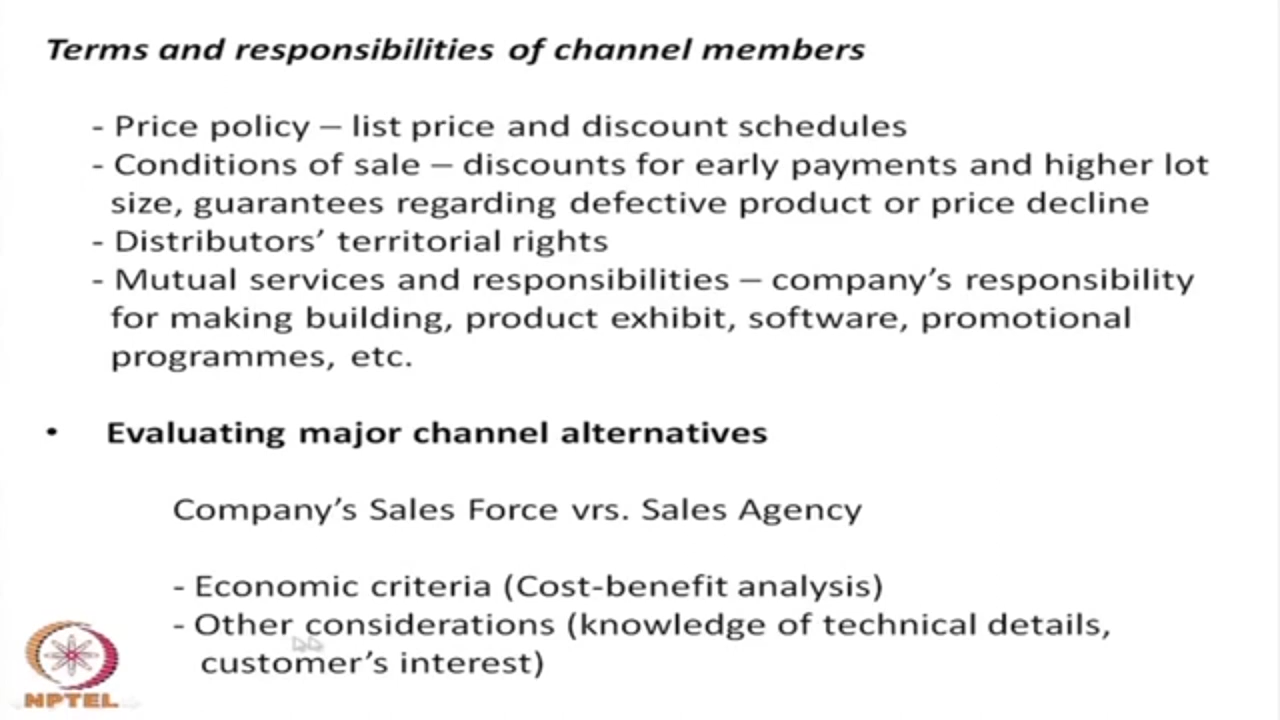 Terms and responsibilities of channel members
- Price policy – list price and discount schedules
- Conditions of sale – discounts for early payments and higher lot
size, guarantees regarding defective product or price decline
- Distributors’ territorial rights
- Mutual services and responsibilities – company’s responsibility
for making building, product exhibit, software, promotional
programmes, etc.
• Evaluating major channel alternatives
Company’s Sales Force vrs. Sales Agency
- Economic criteria (Cost-benefit analysis)
- Other considerations (knowledge of technical details,
customer’s interest)
NPTEL